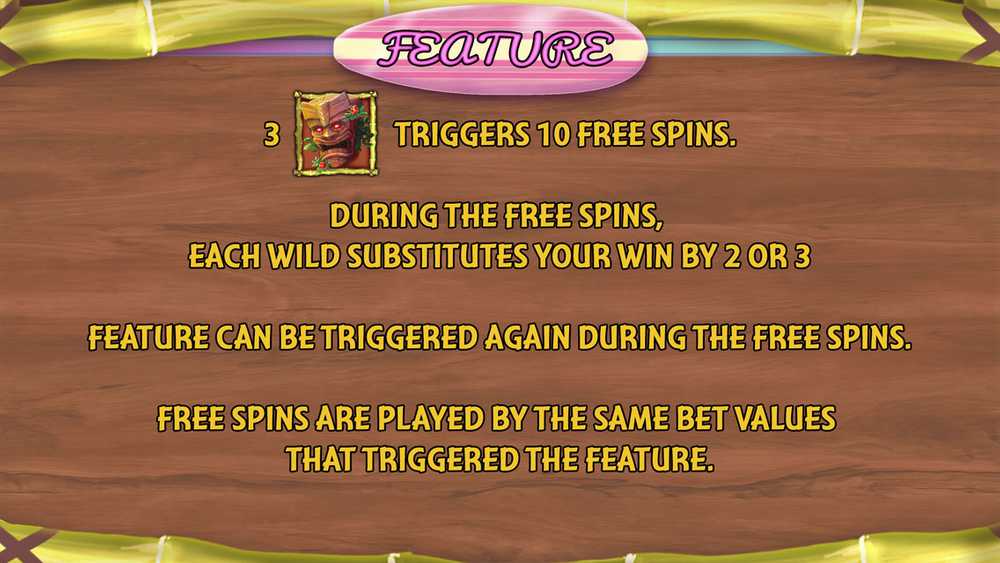 FEATURE
3 TRIGGERS 10 FREE SPINS.
DURING THE FREE SPINS,
EACH WILD SUBSTITUTES YOUR WIN BY 2 OR 3
FEATURE CAN BE TRIGGERED AGAIN DURING THE FREE SPINS.
FREE SPINS ARE PLAYED BY THE SAME BET VALUES
THAT TRIGGERED THE FEATURE.